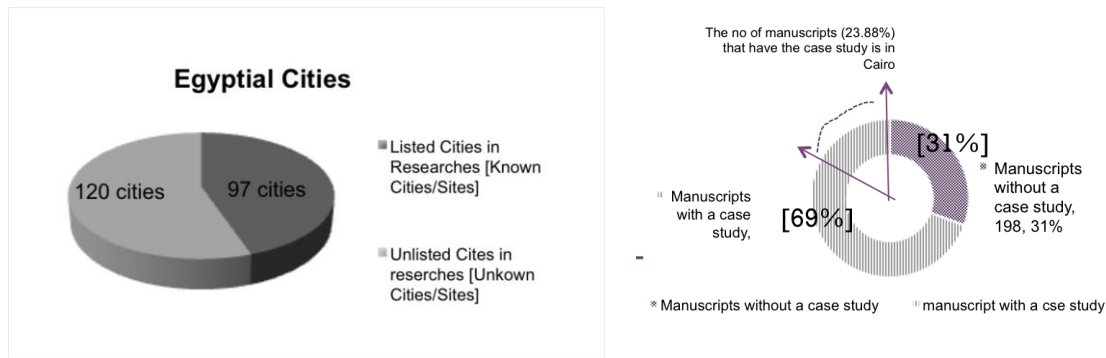 Egyptial Cities
120 cities
97 cities
Listed Cities in
Researches [Known
Cities/Sites]
Unlisted Cites in
reserches [Unkown
Cities/Sites]
The no of manuscripts (23.88%)
that have the case study is in
Cairo
[31%]
Manuscripts
without a
case study,
198, 31%
Manuscripts
with a case
study,
[69%]
Manuscripts without a case study
manuscript with a cse study